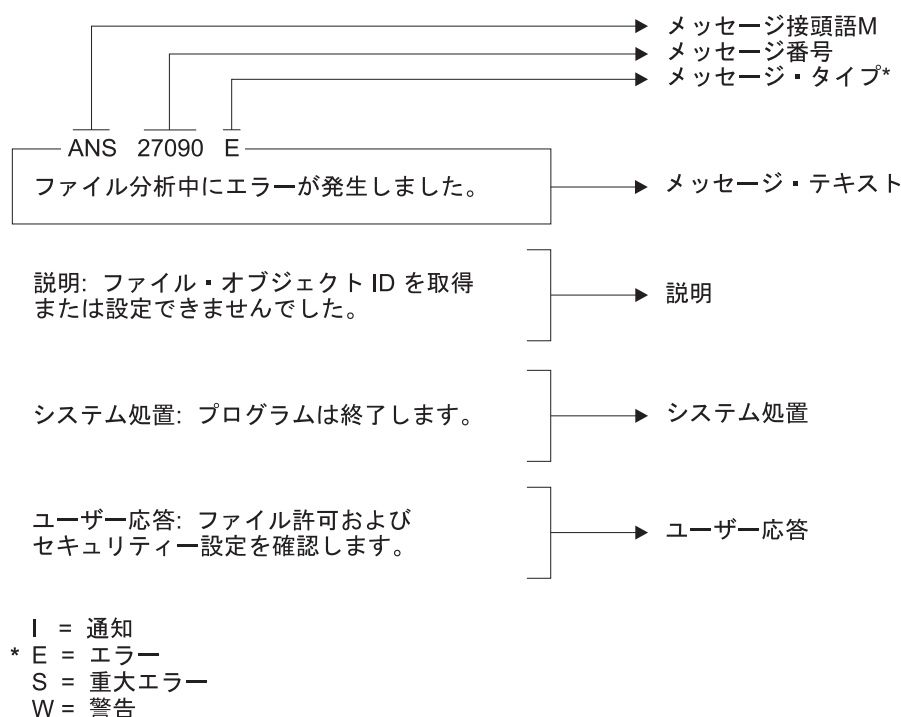 メッセージ接頭語M
メッセージ番号
メッセージ・タイプ*
ANS 27090 E
ファイル分析中にエラーが発生しました。
メッセージ・テキスト
説明: ファイル・オブジェクト ID を取得
または設定できませんでした。
説明
システム処置: プログラムは終了します。
システム処置
ユーザー応答: ファイル許可および
セキュリティー設定を確認します。
ユーザー応答
I = 通知
* E = エラー
S = 重大エラー
W = 警告